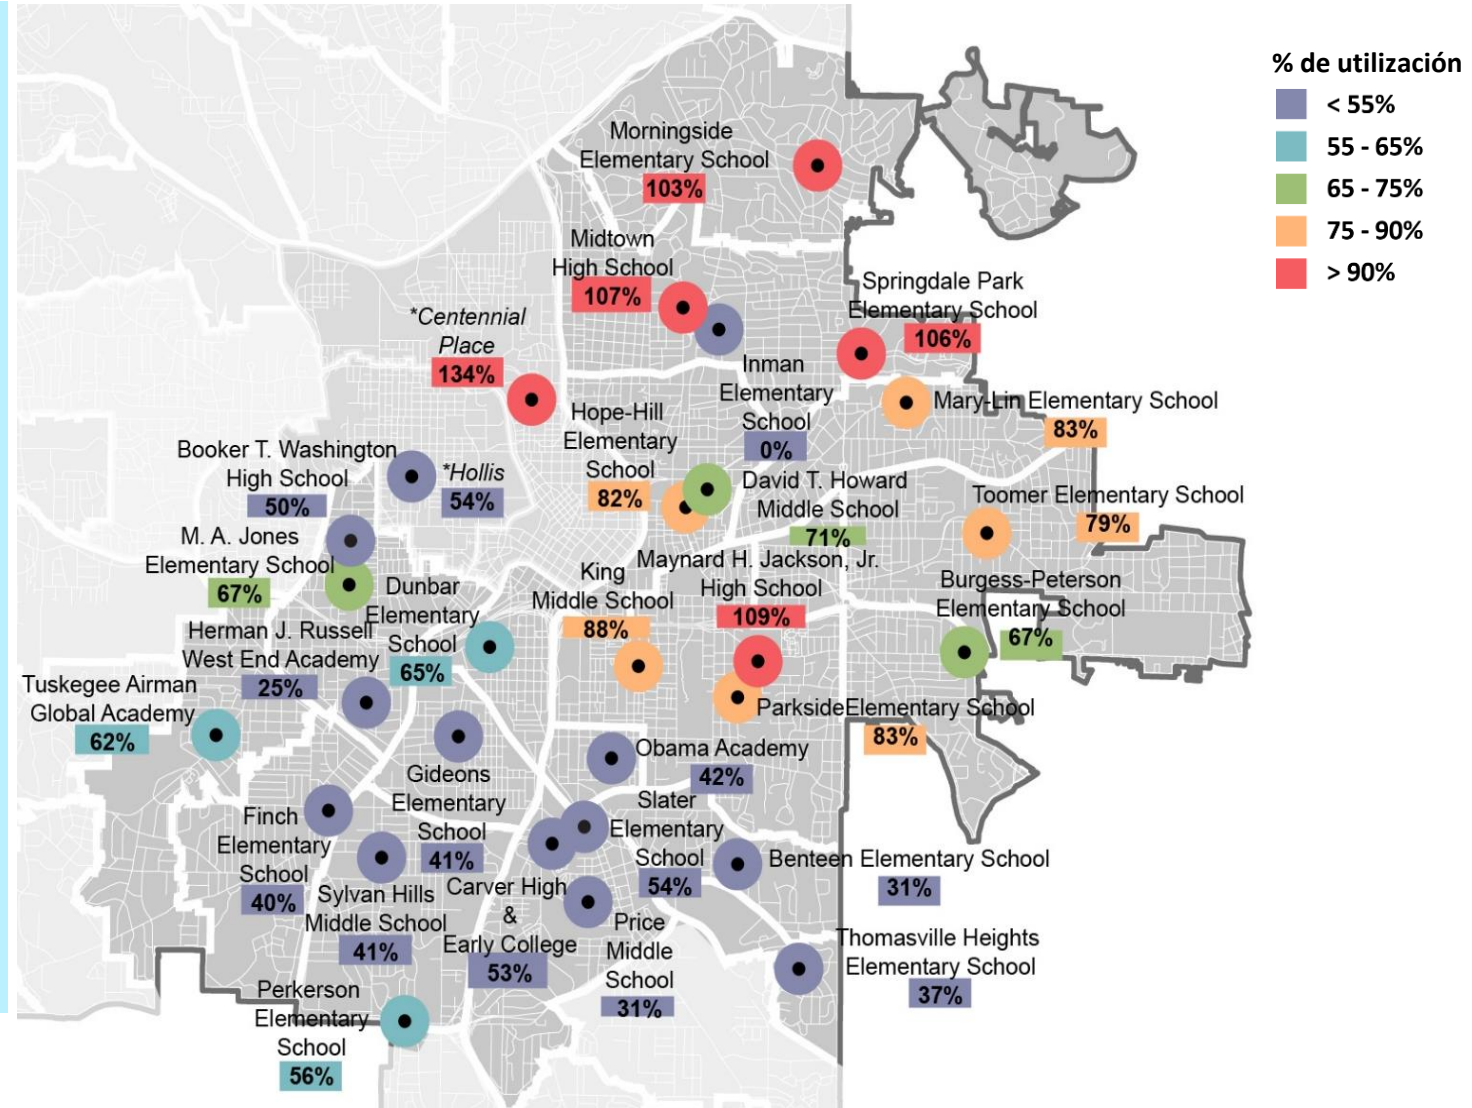 % de utilización
< 55%
55 - 65%
65 - 75%
75 - 90%
> 90%
Morningside
Elementary School
103%
Midtown
High School
107%
Springdale Park
Elementary School
106%
*Centennial
Place
134%
Inman
Elementary
School
0%
Mary-Lin Elementary School
83%
Hope-Hill
Elementary
School
82%
Booker T. Washington
High School
50%
*Hollis
54%
David T. Howard
Middle School
71%
Toomer Elementary School
79%
M. A. Jones
Elementary School
67%
Dunbar
Elementary
School
65%
King
Middle School
88%
Maynard H. Jackson, Jr.
High School
109%
Burgess-Peterson
Elementary School
67%
Herman J. Russell
West End Academy
25%
Tuskegee Airman
Global Academy
62%
ParksideElementary School
83%
Obama Academy
42%
Gideons
Elementary
School
41%
Slater
Elementary
School
54%
Finch
Elementary
School
40%
Sylvan Hills
Middle School
41%
Carver High
&
Early College
53%
Benteen Elementary School
31%
Price
Middle
School
31%
Thomasville Heights
Elementary School
37%
Perkerson
Elementary
School
56%